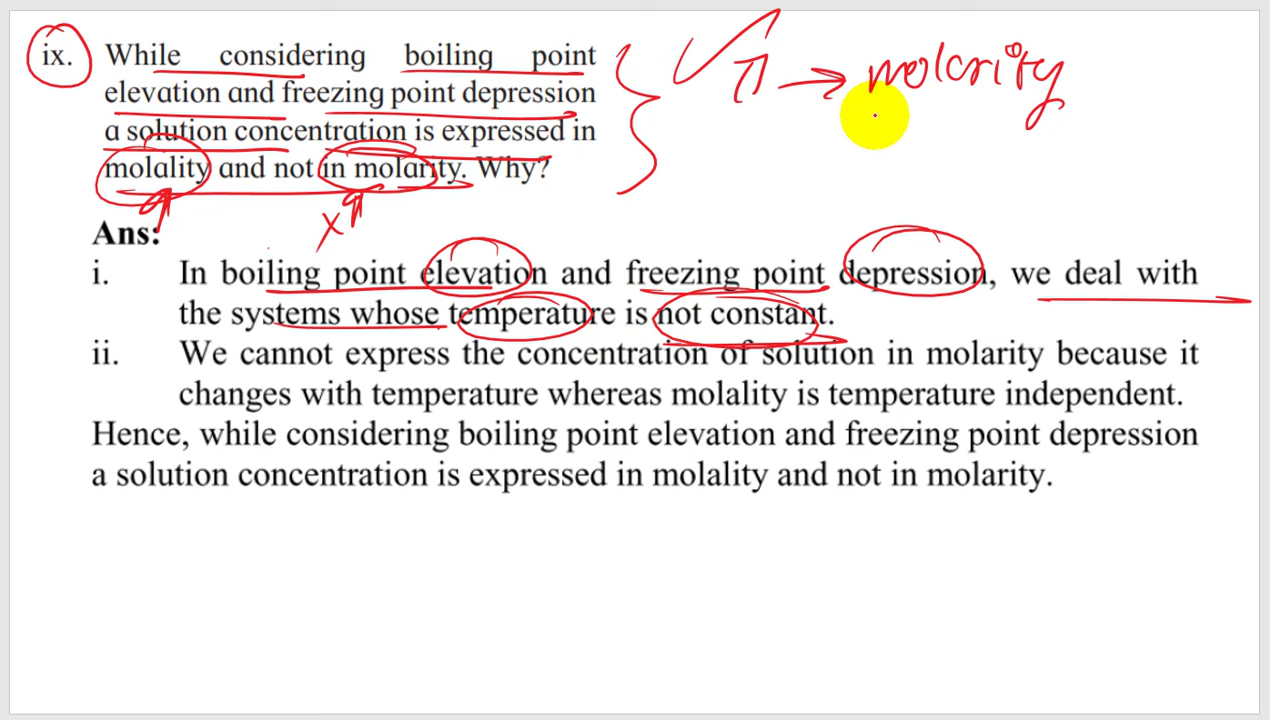 ix. While considering boiling point
elevation and freezing point depression
a solution concentration is expressed in
molality and not in molarity. Why?
π → molarity
Ans:
i. In boiling point elevation and freezing point depression, we deal with
the systems whose temperature is not constant.
ii. We cannot express the concentration of solution in molarity because it
changes with temperature whereas molality is temperature independent.
Hence, while considering boiling point elevation and freezing point depression
a solution concentration is expressed in molality and not in molarity.